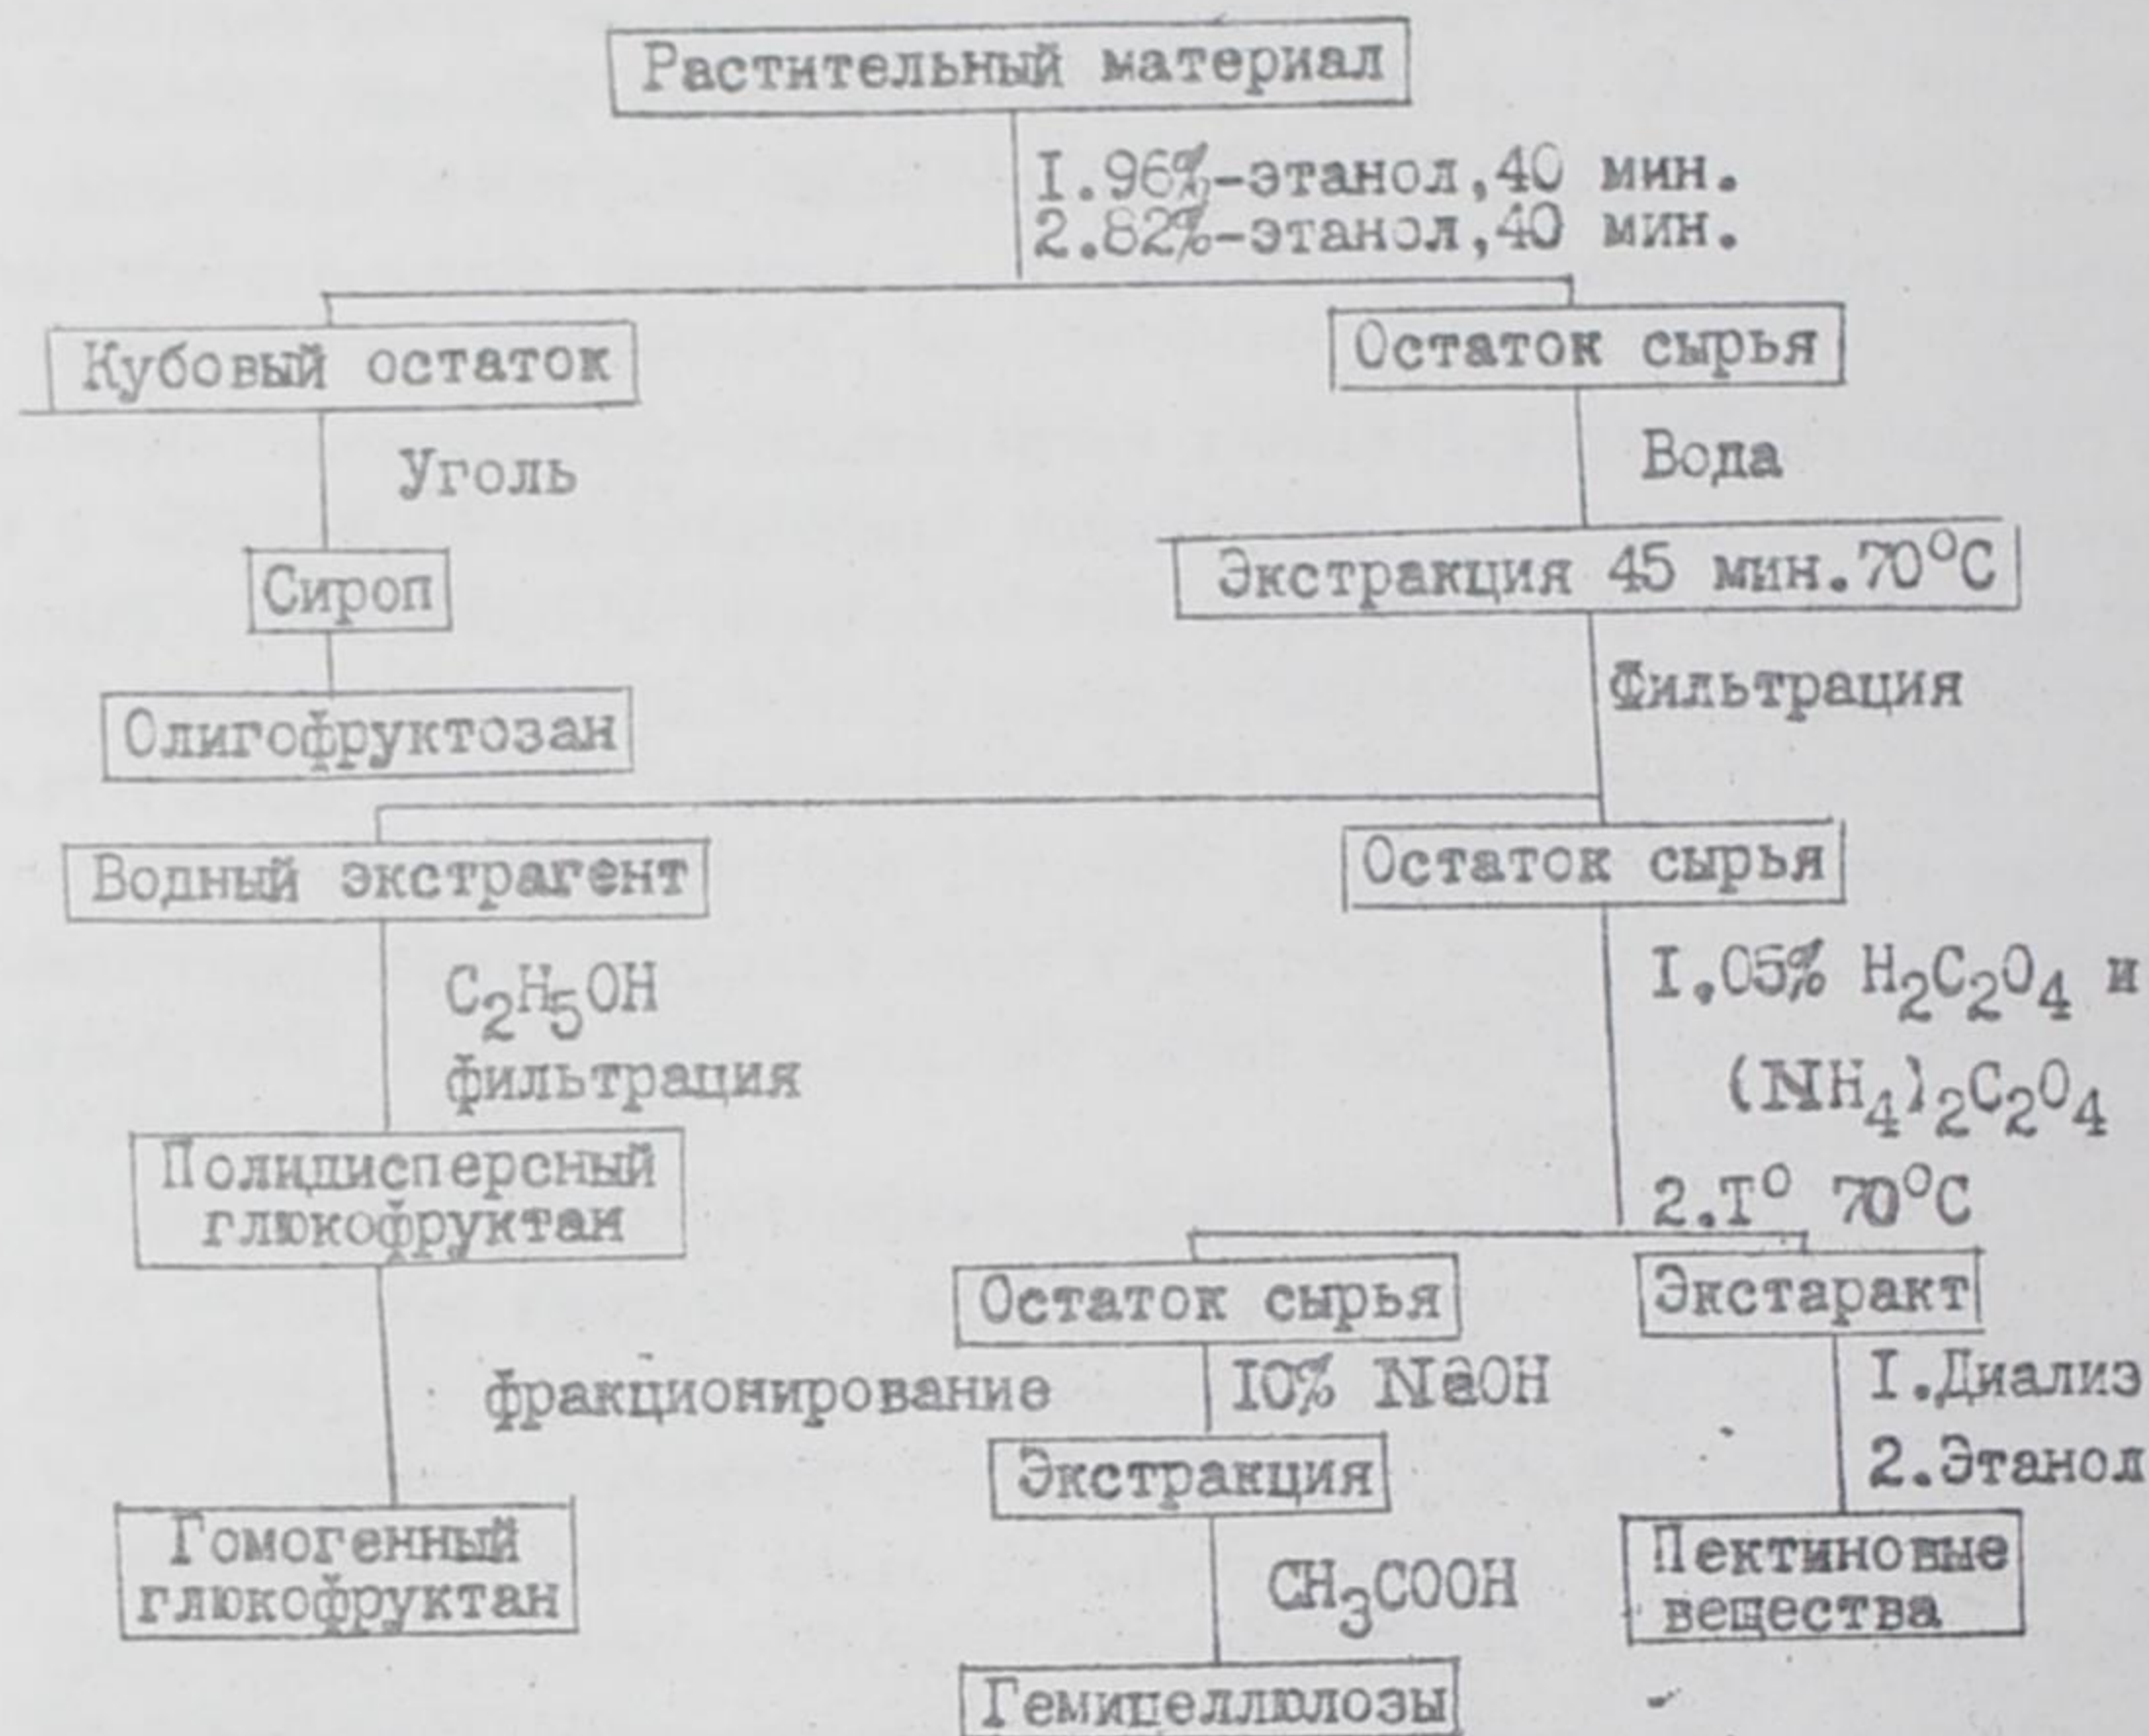 Растительный материал
I.96%-этанол,40 мин.
2.82%-этанол,40 мин.
Кубовый остаток
Остаток сырья
Уголь
Вода
Сироп
Экстракция 45 мин.70°С
Олигофруктозан
Фильтрация
Водный экстрагент
Остаток сырья
C₂H₅OH
фильтрация
I.05% H₂C₂O₄ и
(NH₄)₂C₂O₄
2.Т° 70°С
Полидисперсный
глюкофруктан
Остаток сырья
Экстаракт
фракционирование
I0% NaOH
I.Диализ
2.Этанол
Экстракция
Гомогенный
глюкофруктан
CH₃COOH
Пектиновые
вещества
Гемицеллюлозы